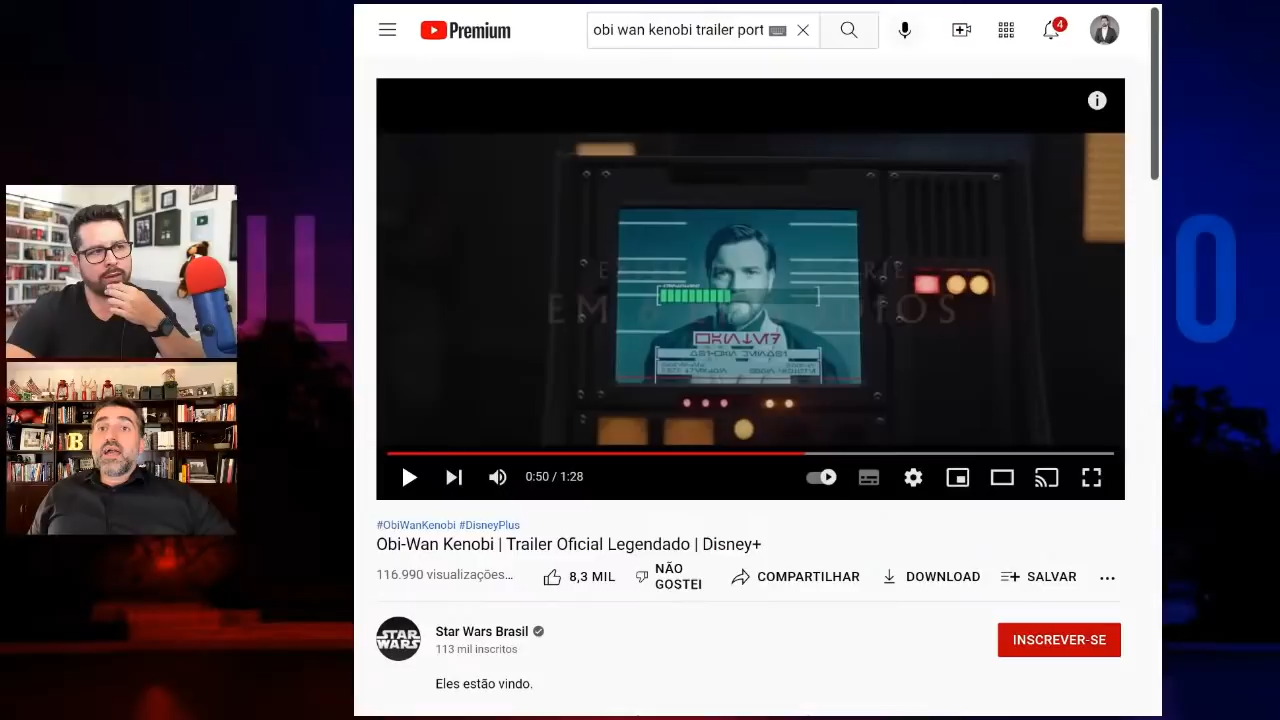 Premium
obi wan kenobi trailer port
4
0:50 / 1:28
#ObiWanKenobi #DisneyPlus
Obi-Wan Kenobi | Trailer Oficial Legendado | Disney+
116.990 visualizações...
8,3 MIL
NÃO
GOSTEI
COMPARTILHAR
DOWNLOAD
SALVAR
STAR
WARS
Star Wars Brasil
113 mil inscritos
INSCREVER-SE
Eles estão vindo.
B